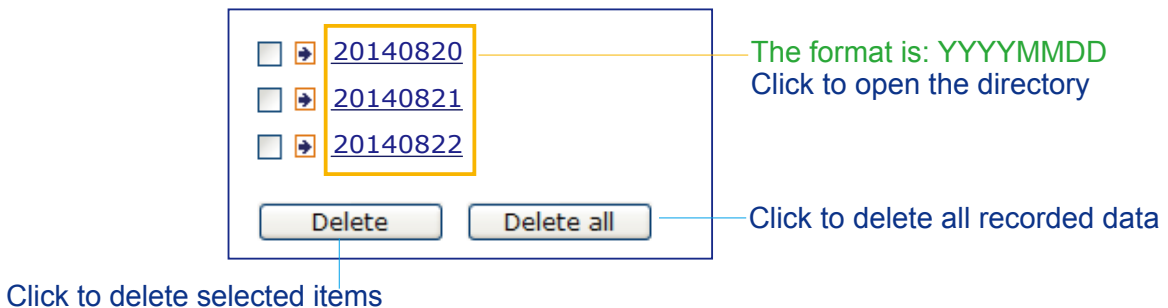 20140820
The format is: YYYYMMDD
Click to open the directory
20140821
20140822
Delete
Delete all
Click to delete all recorded data
Click to delete selected items